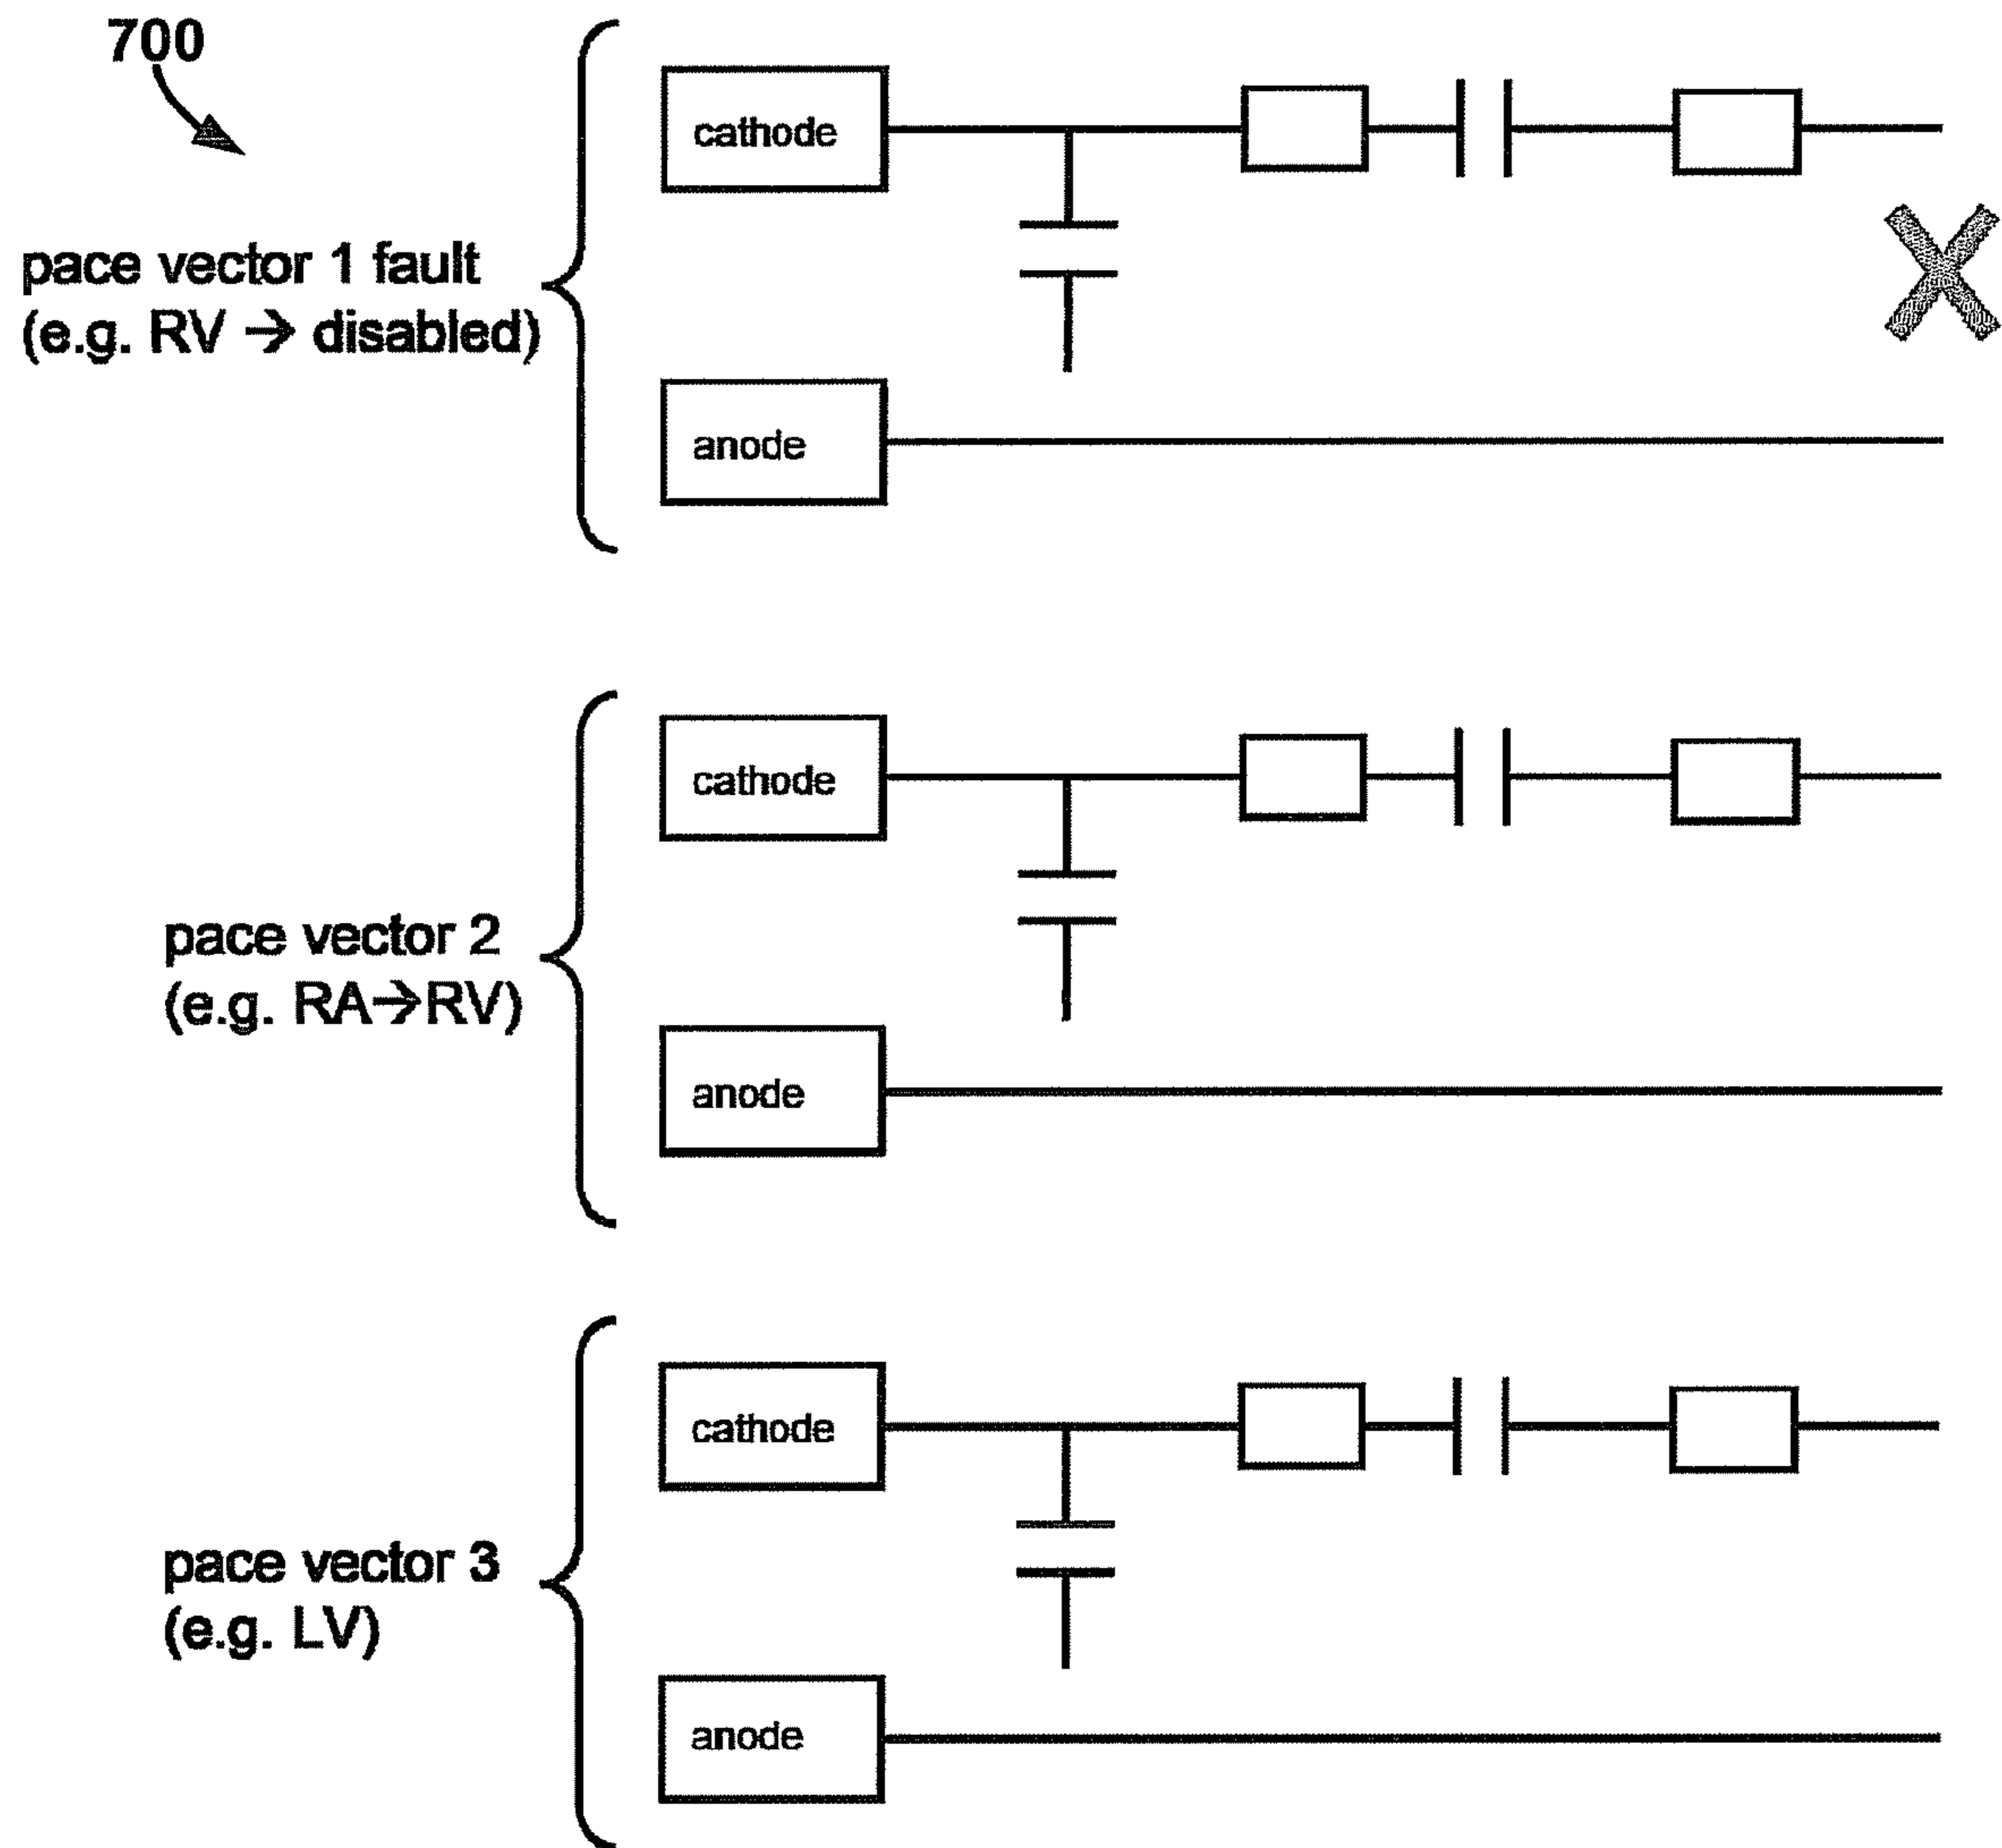 700
cathode
pace vector 1 fault
(e.g. RV → disabled)
anode
cathode
pace vector 2
(e.g. RA→RV)
anode
cathode
pace vector 3
(e.g. LV)
anode